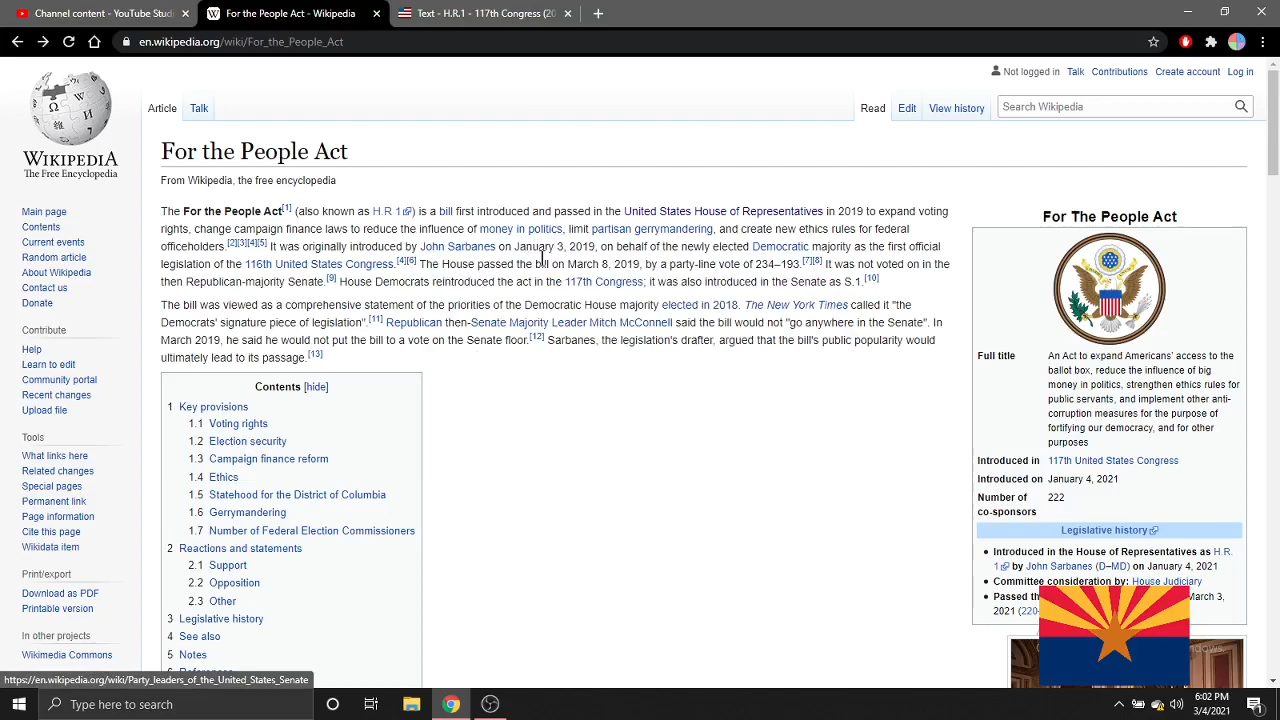 Channel content - YouTube Studi
For the People Act - Wikipedia
Text - H.R.1 - 117th Congress (20
en.wikipedia.org/wiki/For_the_People_Act
Not logged in Talk Contributions Create account Log in
Article Talk Read Edit View history Search Wikipedia
WIKIPEDIA
The Free Encyclopedia
Main page
Contents
Current events
Random article
About Wikipedia
Contact us
Donate
Contribute
Help
Learn to edit
Community portal
Recent changes
Upload file
Tools
What links here
Related changes
Special pages
Permanent link
Page information
Cite this page
Wikidata item
Print/export
Download as PDF
Printable version
In other projects
Wikimedia Commons
For the People Act
From Wikipedia, the free encyclopedia
The For the People Act[1] (also known as H.R 1) is a bill first introduced and passed in the United States House of Representatives in 2019 to expand voting
rights, change campaign finance laws to reduce the influence of money in politics, limit partisan gerrymandering, and create new ethics rules for federal
officeholders.[2][3][4][5] It was originally introduced by John Sarbanes on January 3, 2019, on behalf of the newly elected Democratic majority as the first official
legislation of the 116th United States Congress.[4][6] The House passed the bill on March 8, 2019, by a party-line vote of 234–193.[7][8] It was not voted on in the
then Republican-majority Senate.[9] House Democrats reintroduced the act in the 117th Congress; it was also introduced in the Senate as S.1.[10]
The bill was viewed as a comprehensive statement of the priorities of the Democratic House majority elected in 2018. The New York Times called it "the
Democrats' signature piece of legislation".[11] Republican then-Senate Majority Leader Mitch McConnell said the bill would not "go anywhere in the Senate". In
March 2019, he said he would not put the bill to a vote on the Senate floor.[12] Sarbanes, the legislation's drafter, argued that the bill's public popularity would
ultimately lead to its passage.[13]
Contents [hide]
1 Key provisions
1.1 Voting rights
1.2 Election security
1.3 Campaign finance reform
1.4 Ethics
1.5 Statehood for the District of Columbia
1.6 Gerrymandering
1.7 Number of Federal Election Commissioners
2 Reactions and statements
2.1 Support
2.2 Opposition
2.3 Other
3 Legislative history
4 See also
5 Notes
6 References
For The People Act
Full title An Act to expand Americans' access to the
ballot box, reduce the influence of big
money in politics, strengthen ethics rules for
public servants, and implement other anti-
corruption measures for the purpose of
fortifying our democracy, and for other
purposes
Introduced in 117th United States Congress
Introduced on January 4, 2021
Number of 222
co-sponsors
Legislative history
Introduced in the House of Representatives as H.R.
1 by John Sarbanes (D–MD) on January 4, 2021
Committee consideration by: House Judiciary
Passed th March 3,
2021 (220-
https://en.wikipedia.org/wiki/Party_leaders_of_the_United_States_Senate
Type here to search
6:02 PM
3/4/2021